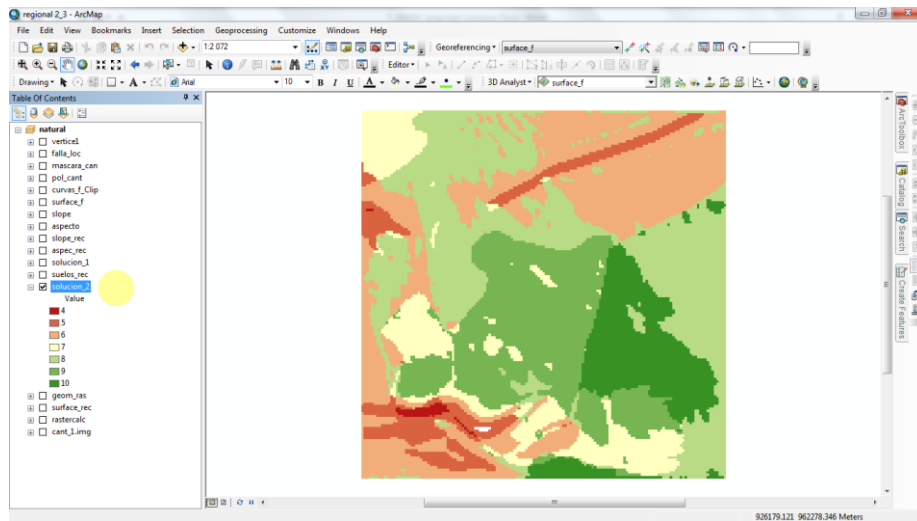 regional 2_3 - ArcMap
File Edit View Bookmarks Insert Selection Geoprocessing Customize Windows Help
1:2 072 Georeferencing surface_f
Editor
Drawing A Arial 10 B I U A 3D Analyst surface_f
Table Of Contents
natural
vertice1
falla_loc
mascara_can
pol_cant
curvas_f_Clip
surface_f
slope
aspecto
slope_rec
aspec_rec
solucion_1
suelos_rec
solucion_2
Value
4
5
6
7
8
9
10
geom_ras
surface_rec
rastercalc
cant_1.img
ArcToolbox
Catalog
Search
Create Features
926179.121 962278.346 Meters